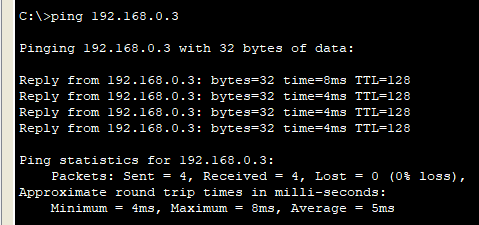 C:\>ping 192.168.0.3
Pinging 192.168.0.3 with 32 bytes of data:
Reply from 192.168.0.3: bytes=32 time=8ms TTL=128
Reply from 192.168.0.3: bytes=32 time=4ms TTL=128
Reply from 192.168.0.3: bytes=32 time=4ms TTL=128
Reply from 192.168.0.3: bytes=32 time=4ms TTL=128
Ping statistics for 192.168.0.3:
    Packets: Sent = 4, Received = 4, Lost = 0 (0% loss),
Approximate round trip times in milli-seconds:
    Minimum = 4ms, Maximum = 8ms, Average = 5ms